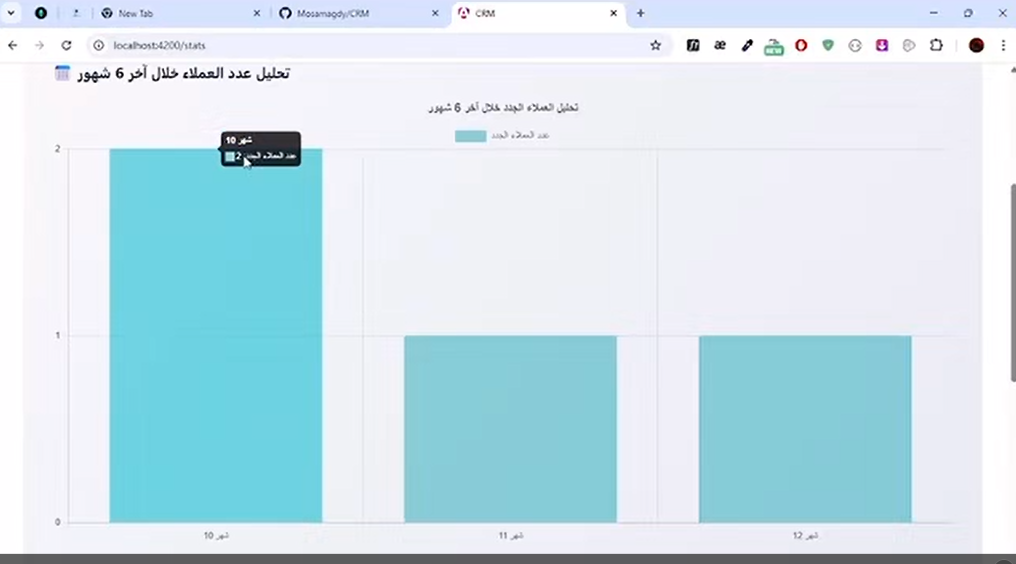 New Tab
Mosamagdy/CRM
CRM
localhost:4200/stats
NEW
تحليل عدد العملاء خلال آخر 6 شهور
تحليل العملاء الجدد خلال آخر 6 شهور
عدد العملاء الجدد
شهر 10
عدد العملاء الجدد: 2
2
1
0
شهر 10
شهر 11
شهر 12